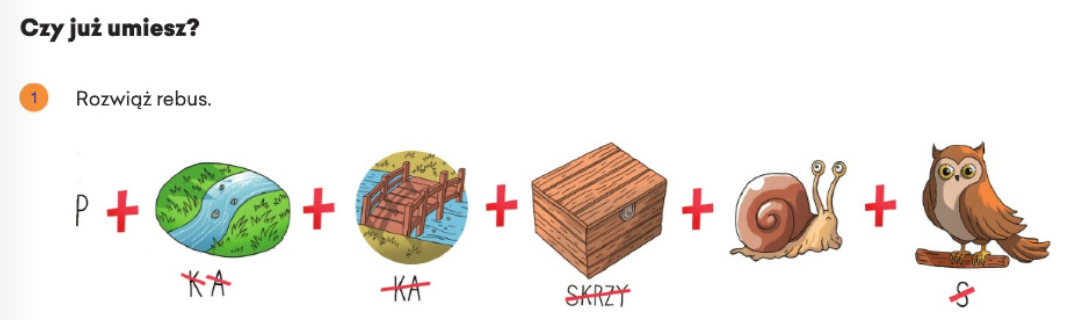 Czy już umiesz?
1 Rozwiąż rebus.
P + + + + +
KA KA SKRZY S